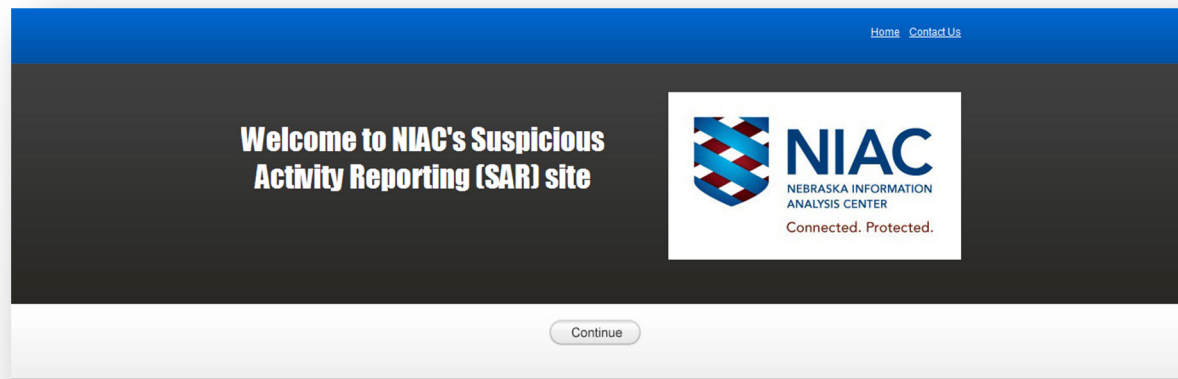 Home Contact Us
Welcome to NIAC's Suspicious
Activity Reporting (SAR) site
NIAC
NEBRASKA INFORMATION
ANALYSIS CENTER
Connected. Protected.
Continue